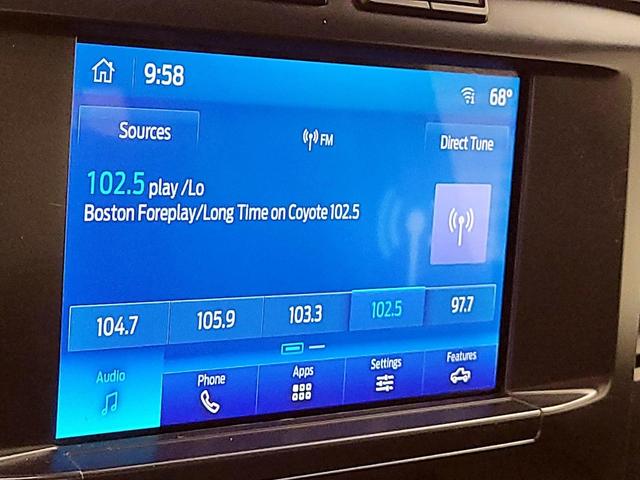 9:58
68°
Sources
FM
Direct Tune
102.5 play /Lo
Boston Foreplay/Long Time on Coyote 102.5
104.7
105.9
103.3
102.5
97.7
Audio
Phone
Apps
Settings
Features